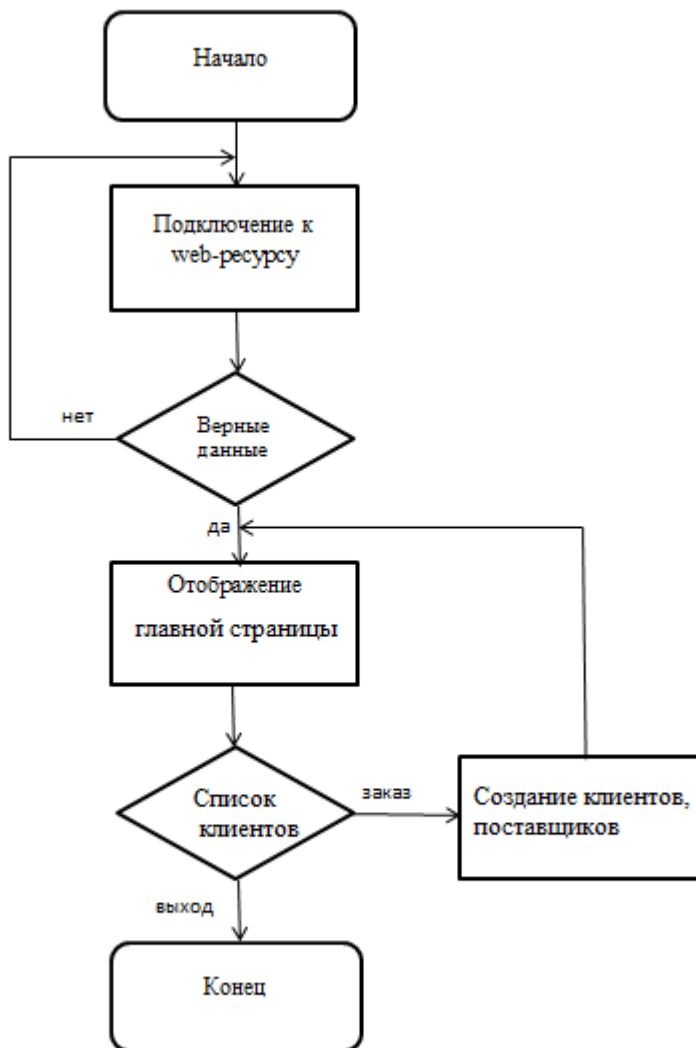 Начало
Подключение к
web-ресурсу
нет
Верные
данные
да
Отображение
главной страницы
Список
клиентов
заказ
Создание клиентов,
поставщиков
выход
Конец